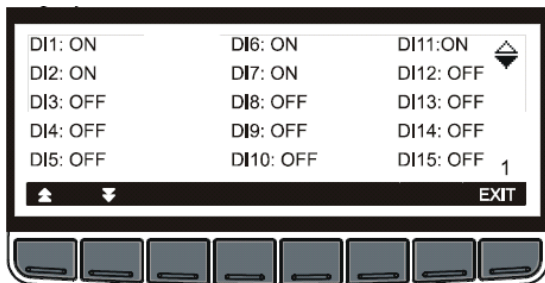 DI1: ON DI6: ON DI11:ON
DI2: ON DI7: ON DI12: OFF
DI3: OFF DI8: OFF DI13: OFF
DI4: OFF DI9: OFF DI14: OFF
DI5: OFF DI10: OFF DI15: OFF
1
EXIT